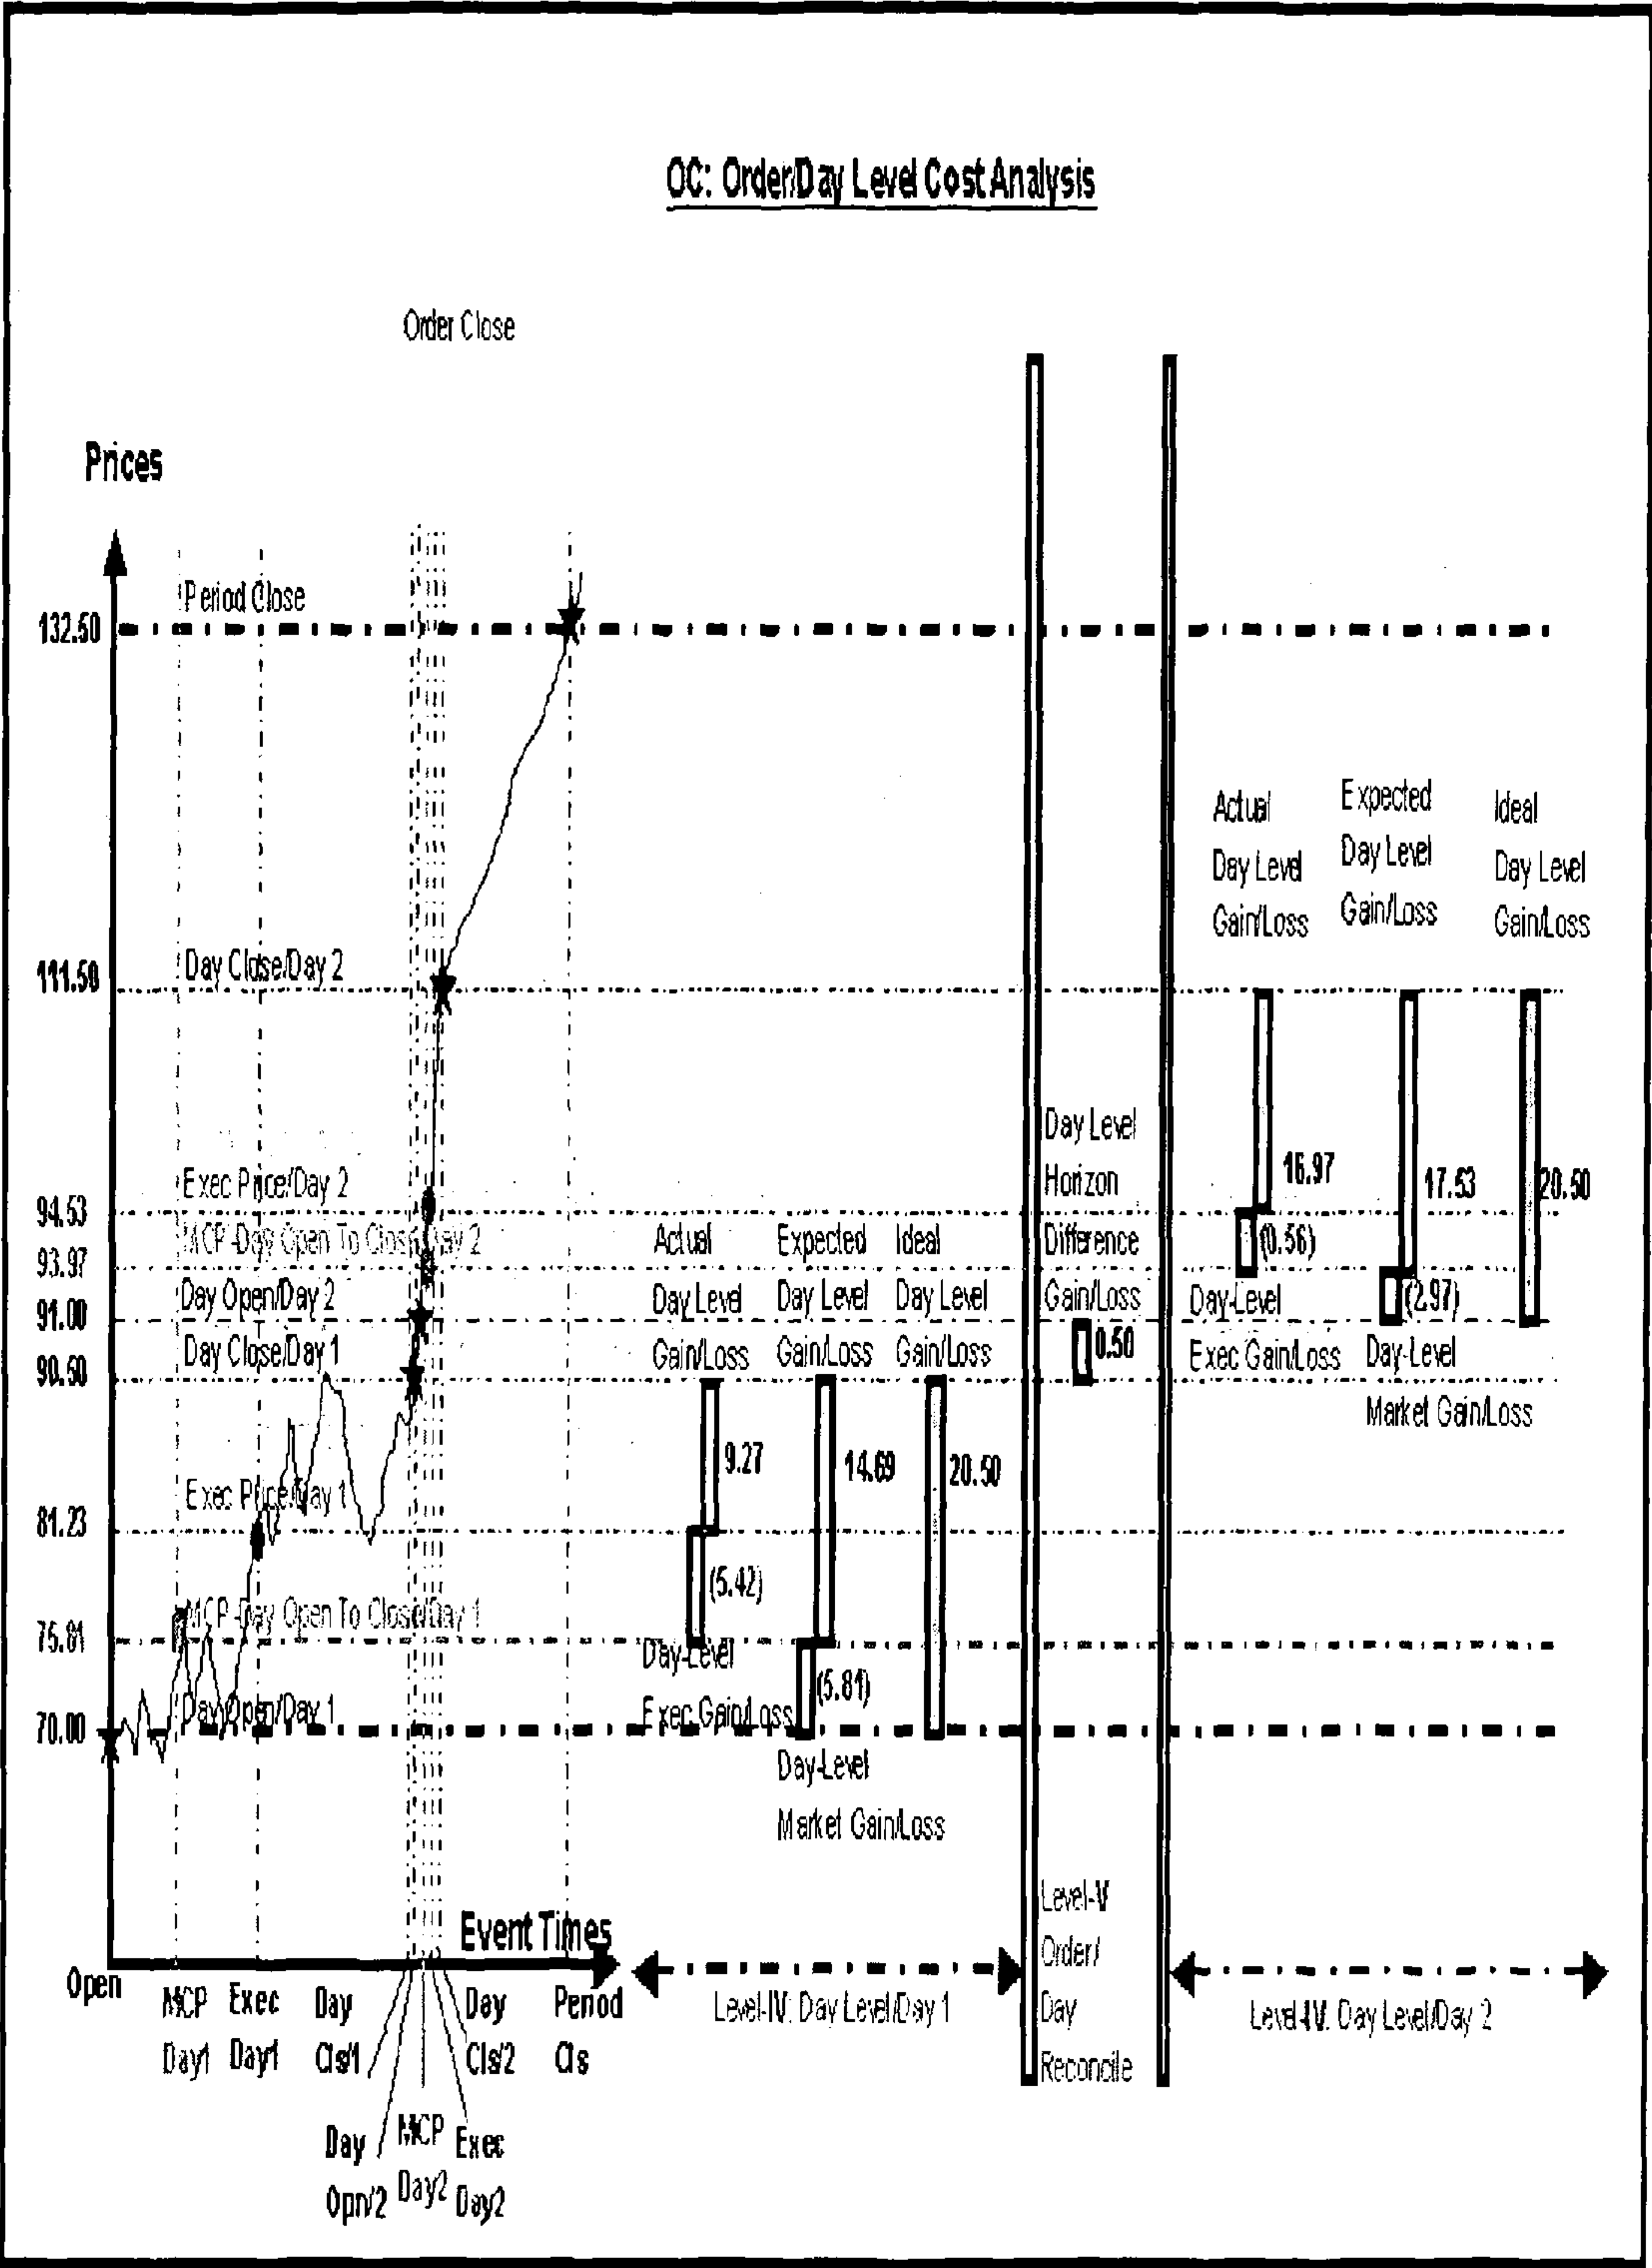 OC: Order/Day Level Cost Analysis
Order Close
Prices
Period Close
132.50
Day Close/Day 2
111.50
Exec Price/Day 2
94.53
MCP-Day Open To Close/Day 2
93.97
Day Open/Day 2
91.00
Day Close/Day 1
90.50
Exec Price/Day 1
81.23
MCP-Day Open To Close/Day 1
75.81
Day Open/Day 1
70.00
Actual
Day Level
Gain/Loss
Expected
Day Level
Gain/Loss
Ideal
Day Level
Gain/Loss
9.27
14.69
20.50
(5.42)
(5.81)
Day-Level
Exec Gain/Loss
Day-Level
Market Gain/Loss
Day Level
Horizon
Difference
Gain/Loss
0.50
Actual
Day Level
Gain/Loss
Expected
Day Level
Gain/Loss
Ideal
Day Level
Gain/Loss
16.97
17.53
20.50
(0.56)
(2.97)
Day-Level
Exec Gain/Loss
Day-Level
Market Gain/Loss
Event Times
Open
MCP
Day1
Exec
Day1
Day
Cls/1
Day
Cls/2
Period
Cls
Day
Opn/2
MCP
Day2
Exec
Day2
Level-IV: Day Level/Day 1
Level-V
Order/
Day
Reconcile
Level-IV: Day Level/Day 2